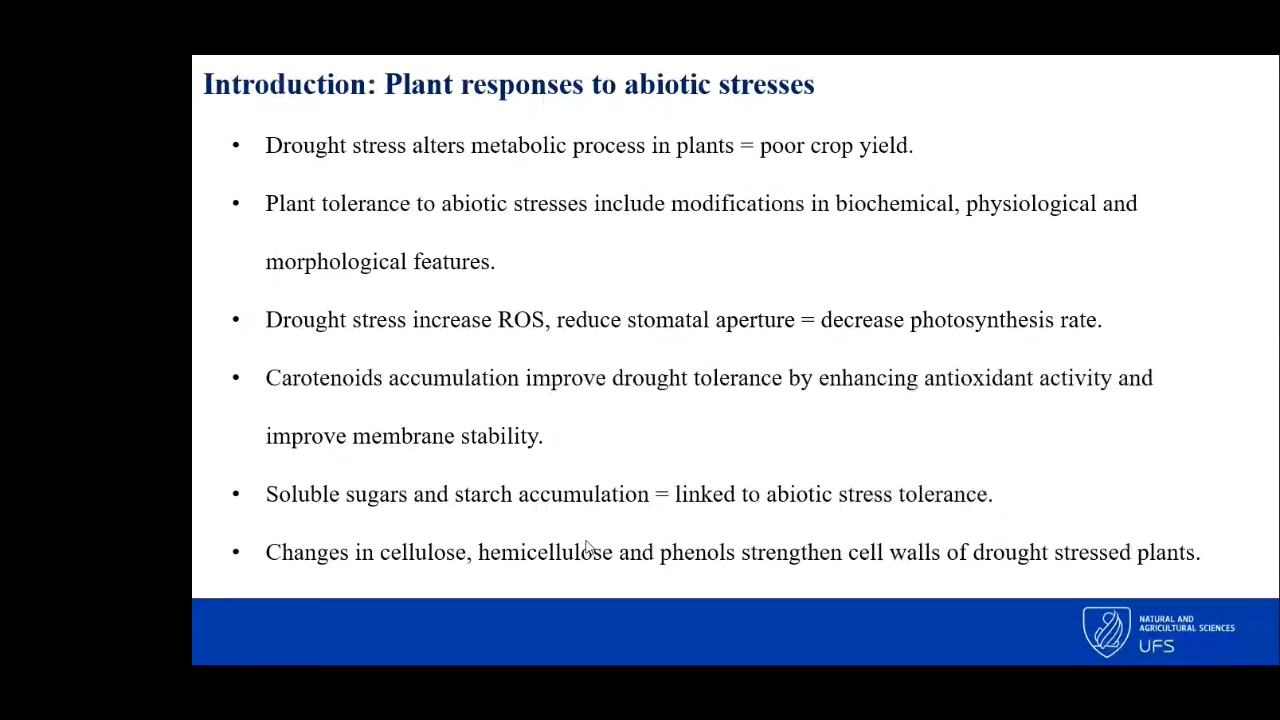 Introduction: Plant responses to abiotic stresses
• Drought stress alters metabolic process in plants = poor crop yield.
• Plant tolerance to abiotic stresses include modifications in biochemical, physiological and
morphological features.
• Drought stress increase ROS, reduce stomatal aperture = decrease photosynthesis rate.
• Carotenoids accumulation improve drought tolerance by enhancing antioxidant activity and
improve membrane stability.
• Soluble sugars and starch accumulation = linked to abiotic stress tolerance.
• Changes in cellulose, hemicellulose and phenols strengthen cell walls of drought stressed plants.
NATURAL AND
AGRICULTURAL SCIENCES
UFS